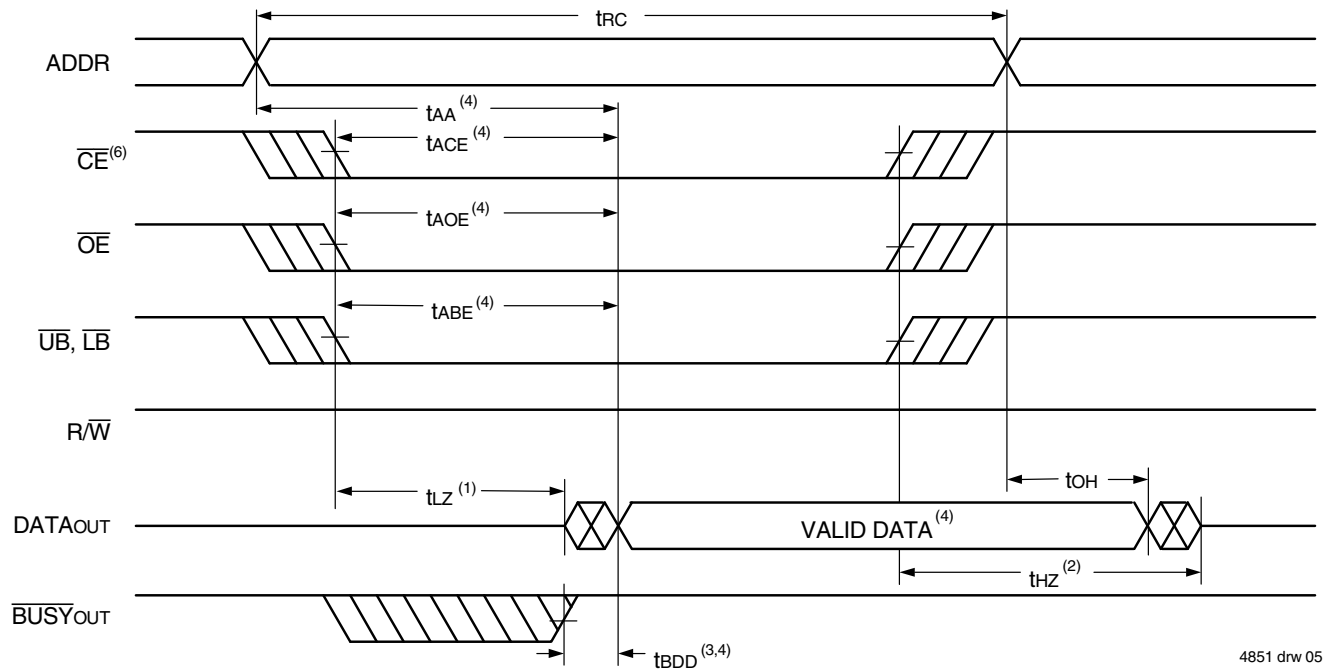 tRC
ADDR
tAA (4)
CE(6)
tACE (4)
OE
tAOE (4)
UB, LB
tABE (4)
R/W
tLZ (1)
tOH
DATAOUT
VALID DATA(4)
tHZ (2)
BUSYOUT
tBDD (3,4)
4851 drw 05